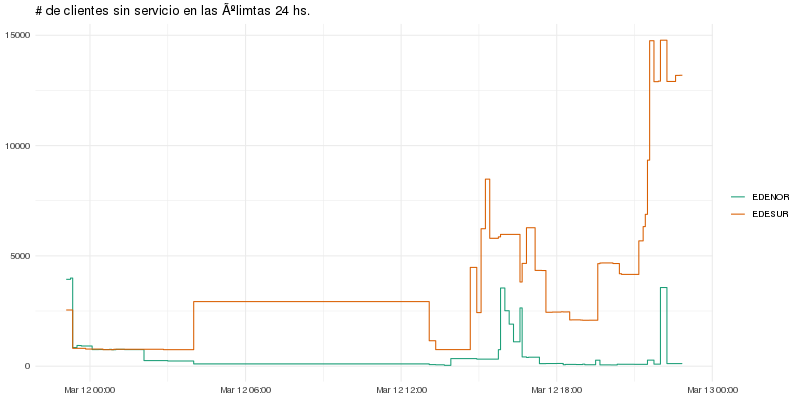 # de clientes sin servicio en las Ãºlimtas 24 hs.
15000
10000
5000
0
Mar 12 00:00
Mar 12 06:00
Mar 12 12:00
Mar 12 18:00
Mar 13 00:00
EDENOR
EDESUR